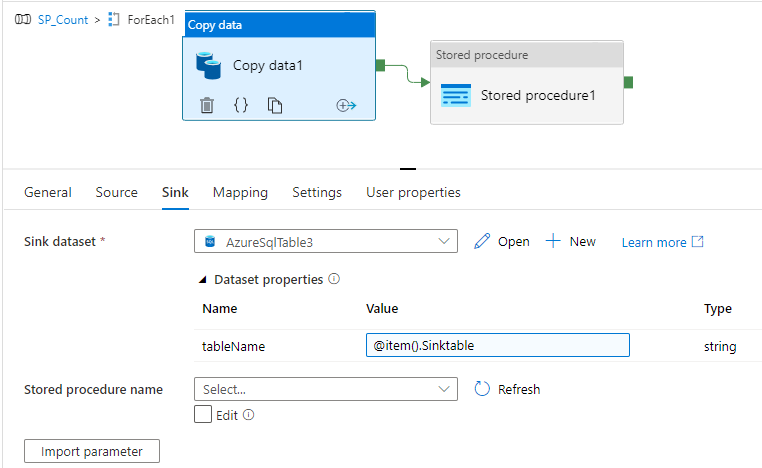 SP_Count > ForEach1
Copy data
Copy data1
{}
Stored procedure
Stored procedure1
General Source Sink Mapping Settings User properties
Sink dataset * AzureSqlTable3 Open New Learn more
Dataset properties
Name Value Type
tableName @item().Sinktable string
Stored procedure name Select... Refresh
Edit
Import parameter